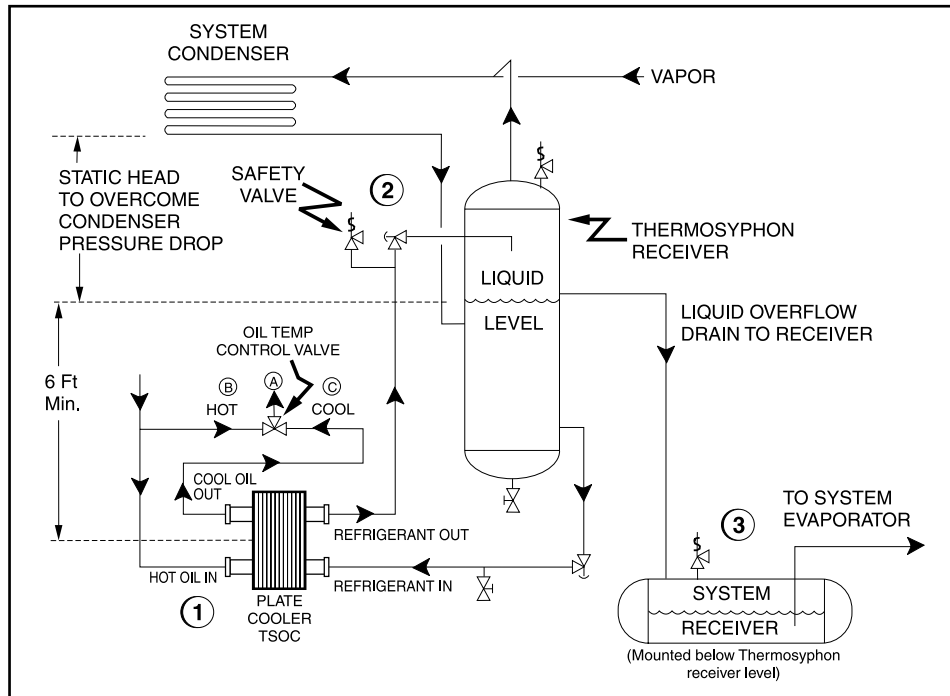 SYSTEM
CONDENSER
VAPOR
STATIC HEAD
TO OVERCOME
CONDENSER
PRESSURE DROP
SAFETY
VALVE
2
S
S
THERMOSYPHON
RECEIVER
LIQUID
LEVEL
LIQUID OVERFLOW
DRAIN TO RECEIVER
6 Ft
Min.
OIL TEMP
CONTROL VALVE
B
A
C
HOT
COOL
COOL OIL
OUT
REFRIGERANT OUT
HOT OIL IN
REFRIGERANT IN
1
PLATE
COOLER
TSOC
TO SYSTEM
EVAPORATOR
3
S
SYSTEM
RECEIVER
(Mounted below Thermosyphon
receiver level)